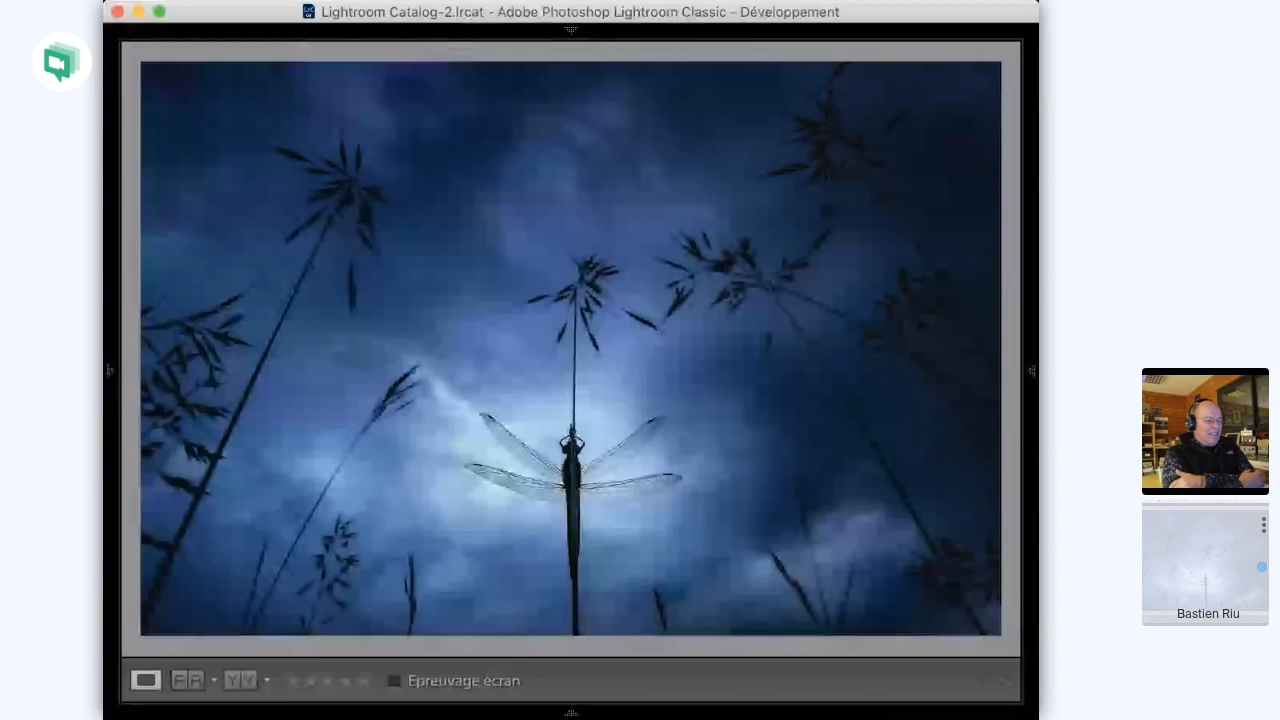 Lightroom Catalog-2.lrcat - Adobe Photoshop Lightroom Classic – Développement
Bastien Riu
Epreuvage écran